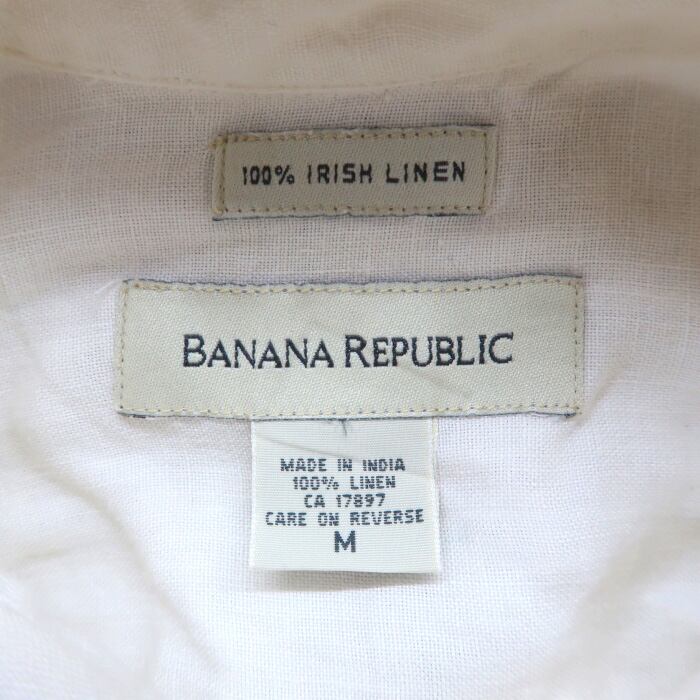 100% IRISH LINEN
BANANA REPUBLIC
MADE IN INDIA
100% LINEN
CA 17897
CARE ON REVERSE
M